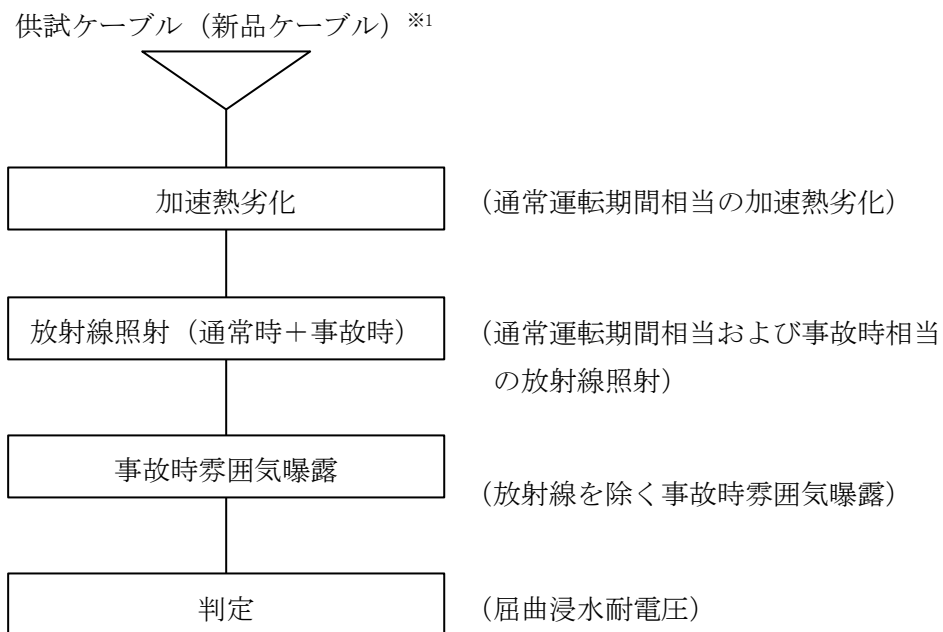 供試ケーブル（新品ケーブル）※1
加速熱劣化
（通常運転期間相当の加速熱劣化）
放射線照射（通常時＋事故時）
（通常運転期間相当および事故時相当
の放射線照射）
事故時雰囲気曝露
（放射線を除く事故時雰囲気曝露）
判定
（屈曲浸水耐電圧）